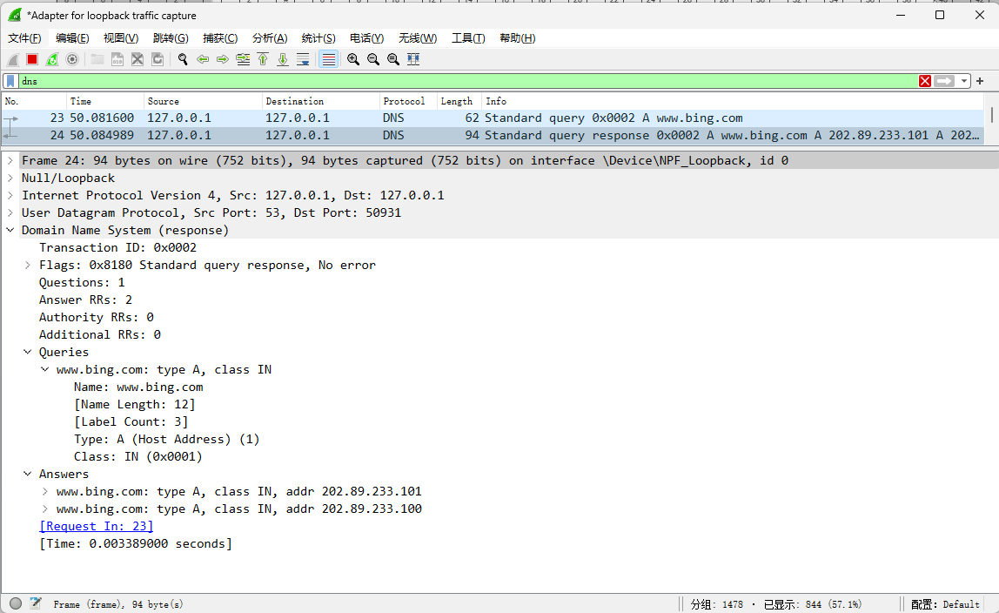 *Adapter for loopback traffic capture
文件(F) 编辑(E) 视图(V) 跳转(G) 捕获(C) 分析(A) 统计(S) 电话(Y) 无线(W) 工具(T) 帮助(H)
dns
No. Time Source Destination Protocol Length Info
23 50.081600 127.0.0.1 127.0.0.1 DNS 62 Standard query 0x0002 A www.bing.com
24 50.084989 127.0.0.1 127.0.0.1 DNS 94 Standard query response 0x0002 A www.bing.com A 202.89.233.101 A 202…
Frame 24: 94 bytes on wire (752 bits), 94 bytes captured (752 bits) on interface \Device\NPF_Loopback, id 0
Null/Loopback
Internet Protocol Version 4, Src: 127.0.0.1, Dst: 127.0.0.1
User Datagram Protocol, Src Port: 53, Dst Port: 50931
Domain Name System (response)
Transaction ID: 0x0002
Flags: 0x8180 Standard query response, No error
Questions: 1
Answer RRs: 2
Authority RRs: 0
Additional RRs: 0
Queries
www.bing.com: type A, class IN
Name: www.bing.com
[Name Length: 12]
[Label Count: 3]
Type: A (Host Address) (1)
Class: IN (0x0001)
Answers
www.bing.com: type A, class IN, addr 202.89.233.101
www.bing.com: type A, class IN, addr 202.89.233.100
[Request In: 23]
[Time: 0.003389000 seconds]
Frame (frame), 94 byte(s) 分组: 1478 · 已显示: 844 (57.1%) 配置: Default